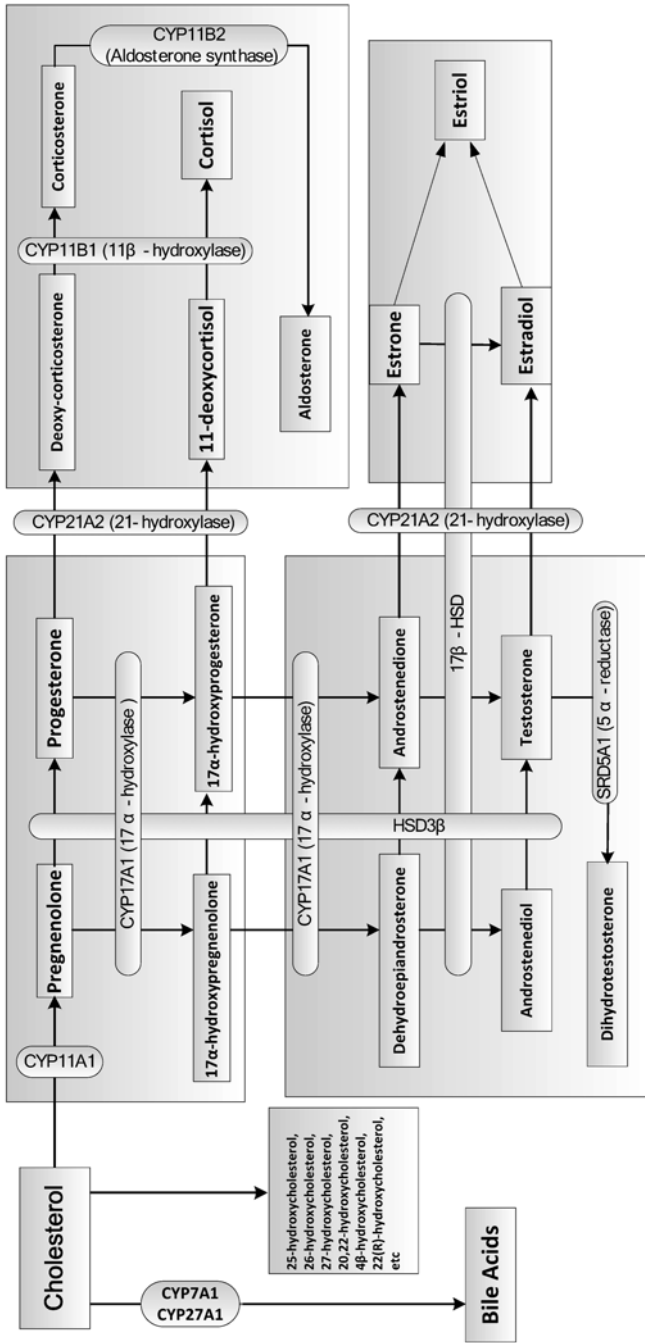 Cholesterol
CYP7A1
CYP27A1
Bile Acids
25-hydroxycholesterol,
26-hydroxycholesterol,
27-hydroxycholesterol,
20,22-hydroxycholesterol,
4β-hydroxycholesterol,
22(R)-hydroxycholesterol,
etc
CYP11A1
Pregnenolone
Progesterone
CYP17A1 (17 α - hydroxylase )
17α-hydroxypregnenolone
17α-hydroxyprogesterone
HSD3β
CYP21A2 (21- hydroxylase)
Deoxy-corticosterone
Corticosterone
CYP11B2
(Aldosterone synthase)
CYP11B1 (11β - hydroxylase)
11-deoxycortisol
Cortisol
Aldosterone
CYP17A1 (17 α - hydroxylase)
Dehydroepiandrosterone
Androstenedione
17β - HSD
Androstenediol
Testosterone
SRD5A1 (5 α - reductase)
Dihydrotestosterone
CYP21A2 (21- hydroxylase)
Estrone
Estradiol
Estriol